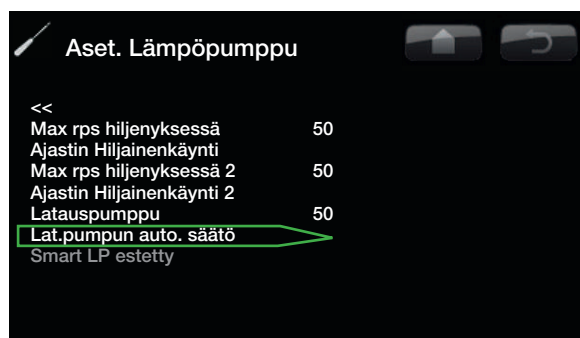 Aset. Lämpöpumppu
<<
Max rps hiljenyksessä 50
Ajastin Hiljainenkäynti
Max rps hiljenyksessä 2 50
Ajastin Hiljainenkäynti 2
Latauspumppu 50
Lat.pumpun auto. säätö
Smart LP estetty